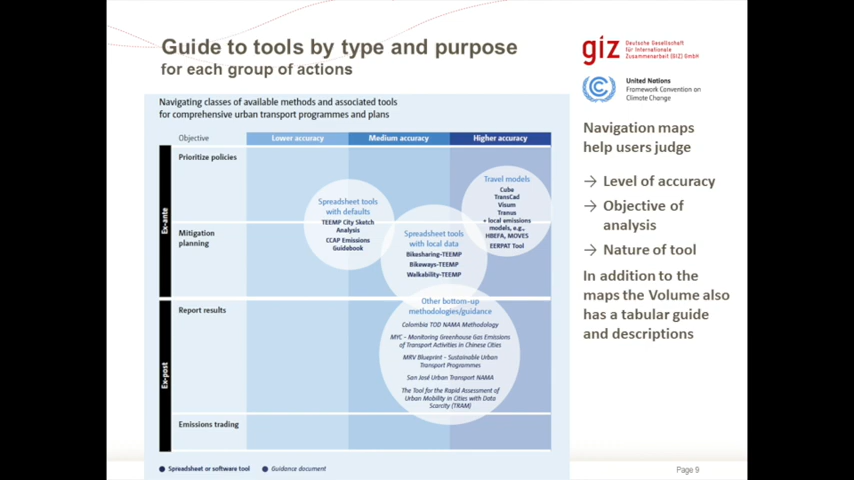 Guide to tools by type and purpose
for each group of actions
giz Deutsche Gesellschaft
für Internationale
Zusammenarbeit (GIZ) GmbH
United Nations
Framework Convention on
Climate Change
Navigating classes of available methods and associated tools
for comprehensive urban transport programmes and plans
Objective
Lower accuracy
Medium accuracy
Higher accuracy
Ex-ante
Prioritize policies
Mitigation
planning
Spreadsheet tools
with defaults
TEEMP City Sketch
Analysis
CCAP Emissions
Guidebook
Spreadsheet tools
with local data
Bikesharing-TEEMP
Bikeways-TEEMP
Walkability-TEEMP
Travel models
Cube
TransCad
Visum
Tranus
+ local emissions
models, e.g.,
HBEFA, MOVES
EERPAT Tool
Ex-post
Report results
Emissions trading
Other bottom-up
methodologies/guidance
Colombia TOD NAMA Methodology
MYC - Monitoring Greenhouse Gas Emissions
of Transport Activities in Chinese Cities
MRV Blueprint - Sustainable Urban
Transport Programmes
San José Urban Transport NAMA
The Tool for the Rapid Assessment of
Urban Mobility in Cities with Data
Scarcity (TRAM)
Spreadsheet or software tool
Guidance document
Navigation maps
help users judge
→ Level of accuracy
→ Objective of
analysis
→ Nature of tool
In addition to the
maps the Volume also
has a tabular guide
and descriptions
Page 9